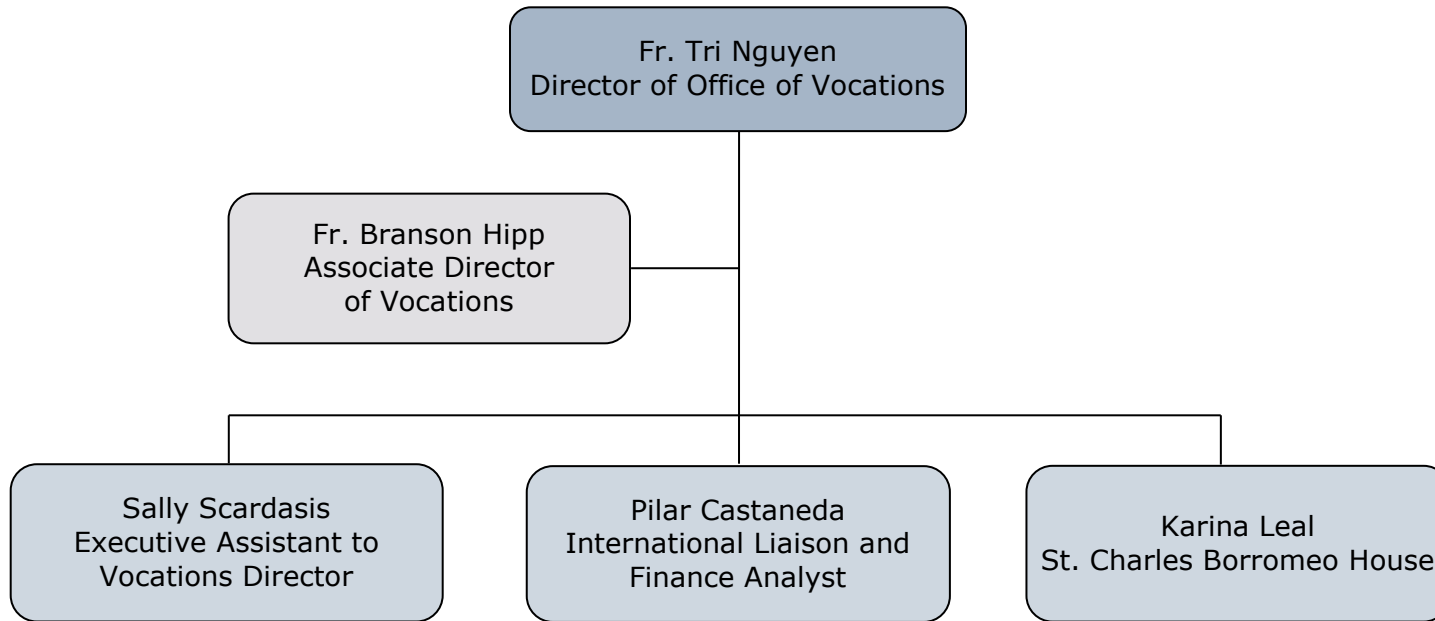 Fr. Tri Nguyen
Director of Office of Vocations
Fr. Branson Hipp
Associate Director
of Vocations
Sally Scardasis
Executive Assistant to
Vocations Director
Pilar Castaneda
International Liaison and
Finance Analyst
Karina Leal
St. Charles Borromeo House